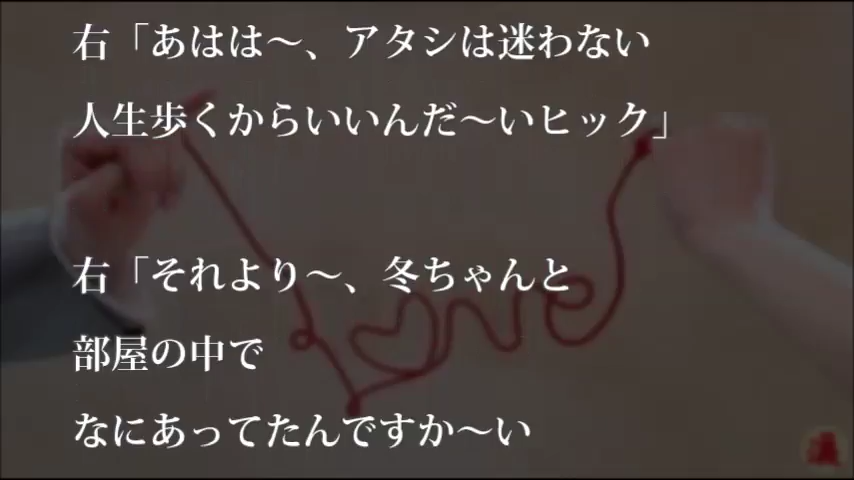 右「あはは〜、アタシは迷わない
人生歩くからいいんだ〜いヒック」
右「それより〜、冬ちゃんと
部屋の中で
なにあってたんですか〜い
Love